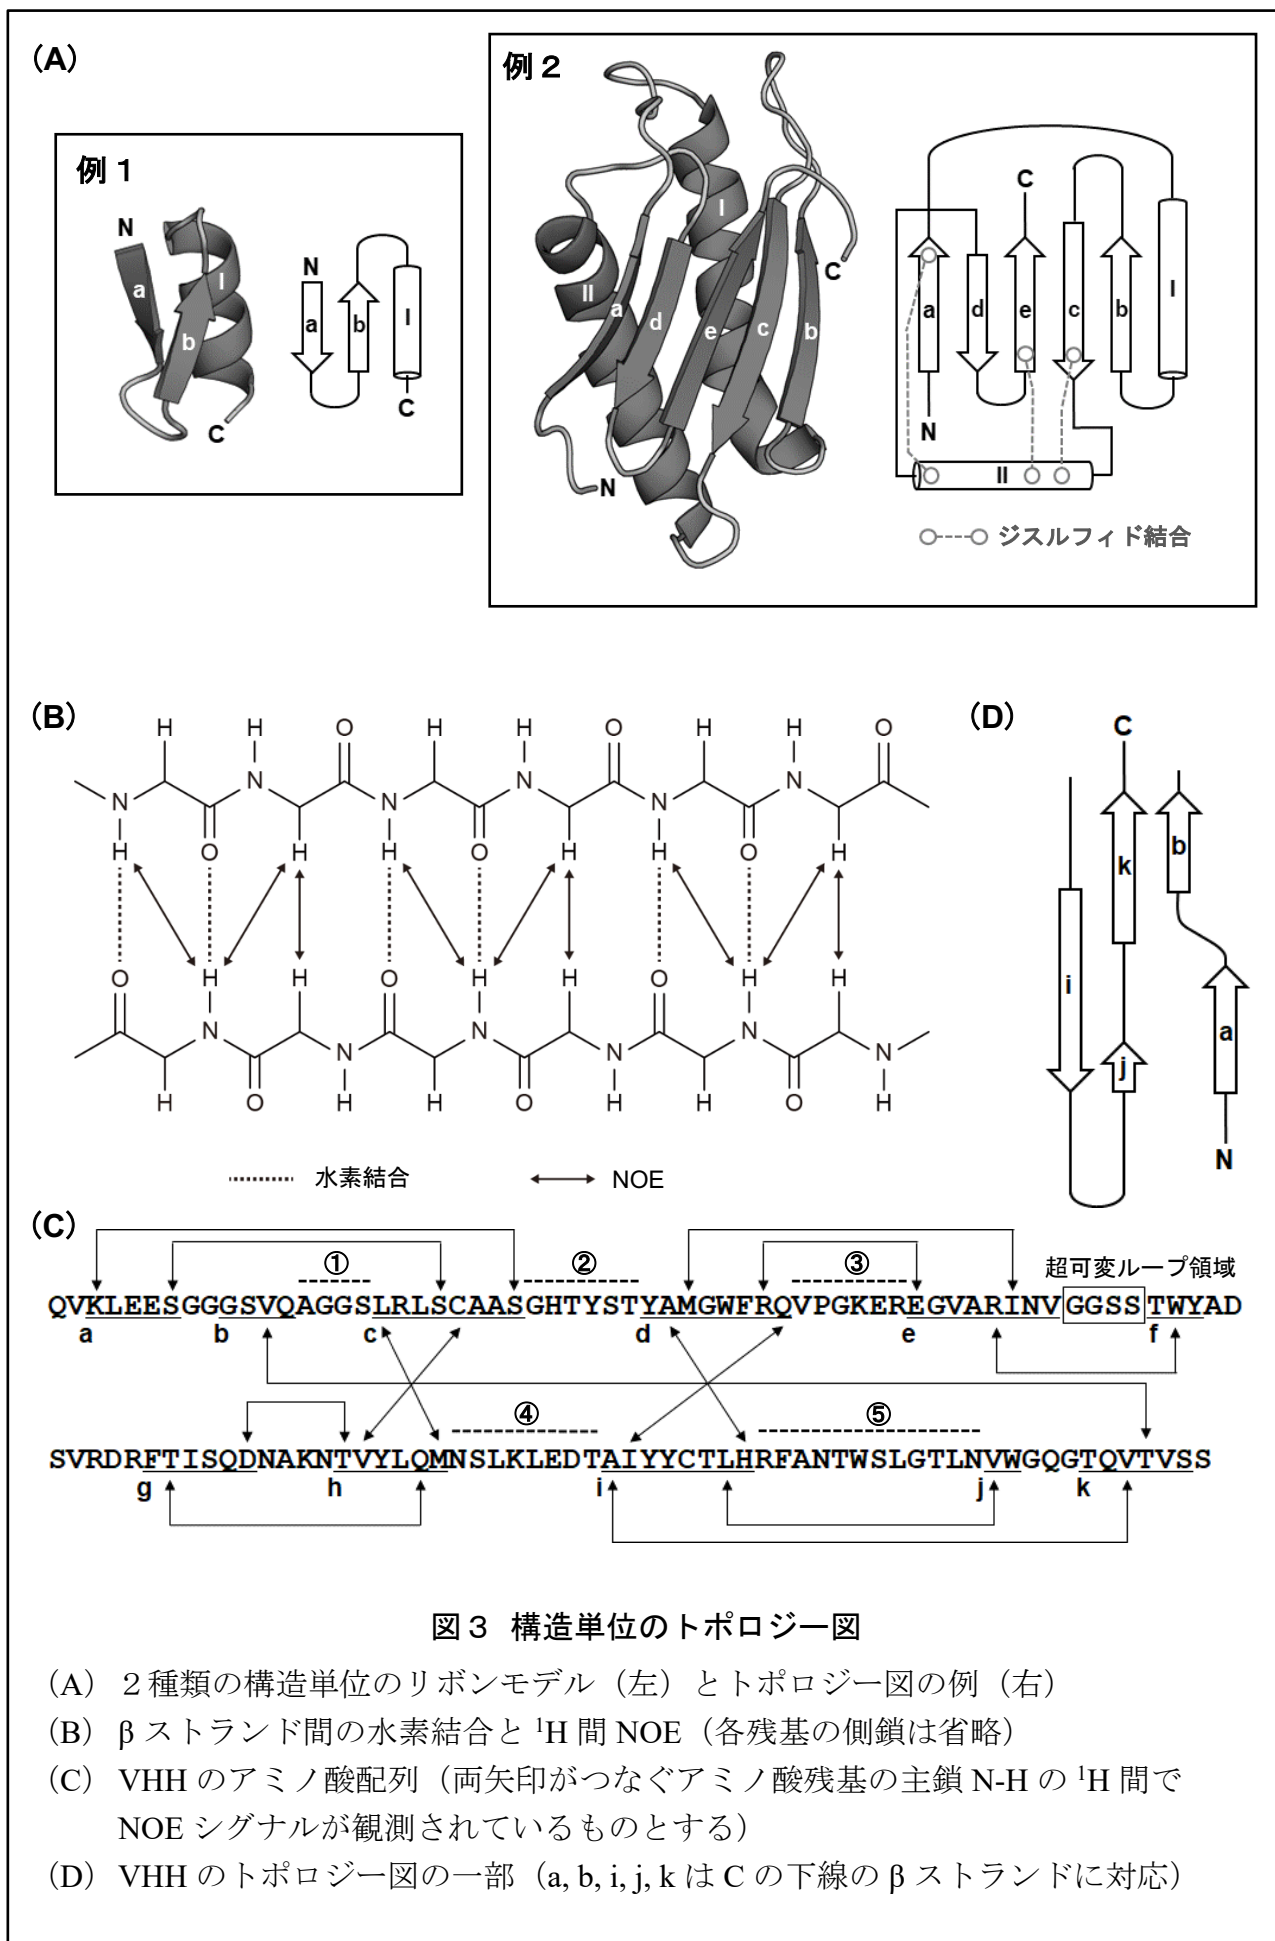 (A)
例１
N
a
b
I
C
N
a
b
I
C
例２
I
II
a
d
e
c
b
C
N
C
a
d
e
c
b
I
N
II
ジスルフィド結合
(B)
H H O H H O H H O
N N N N N N
H O H H O H H O H
O H H O H H O H H
N N N N N N
H O H H O H H O H
水素結合
NOE
(D)
C
k
b
i
j
a
N
(C)
① ② ③ 超可変ループ領域
QVKLEESGGGSVQAGGSLRLSCAASGHTYSTYAMGWFRQVPGKEREGVARINVGGSSTWYAD
a b c d e f
④ ⑤
SVRDRFTISQDNAKNTVYLQMNSLKLEDTAIYYCTLHRFANTWSLGTLNVWGQGTQVTVSS
g h i j k
図３ 構造単位のトポロジー図
(A) ２種類の構造単位のリボンモデル（左）とトポロジー図の例（右）
(B) β ストランド間の水素結合と ¹H 間 NOE（各残基の側鎖は省略）
(C) VHH のアミノ酸配列（両矢印がつなぐアミノ酸残基の主鎖 N-H の ¹H 間で
NOE シグナルが観測されているものとする）
(D) VHH のトポロジー図の一部（a, b, i, j, k は C の下線の β ストランドに対応）